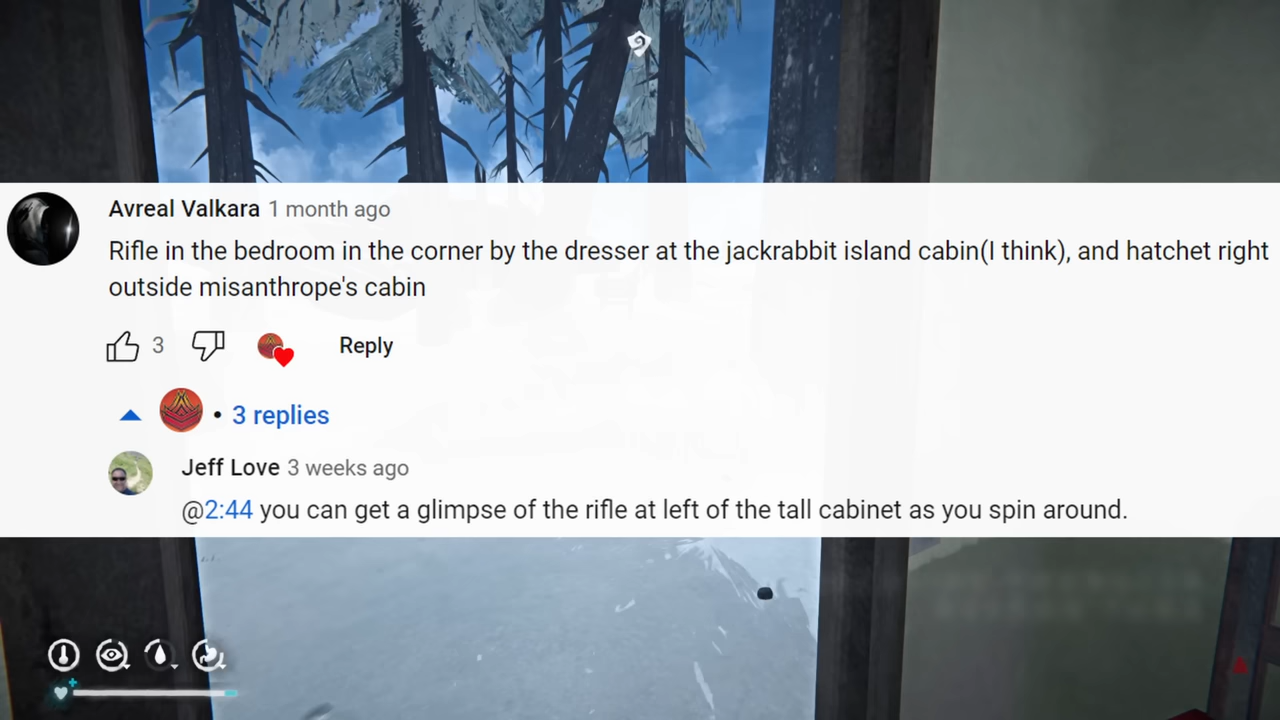 Avreal Valkara 1 month ago
Rifle in the bedroom in the corner by the dresser at the jackrabbit island cabin(I think), and hatchet right
outside misanthrope's cabin
3 Reply
• 3 replies
Jeff Love 3 weeks ago
@2:44 you can get a glimpse of the rifle at left of the tall cabinet as you spin around.